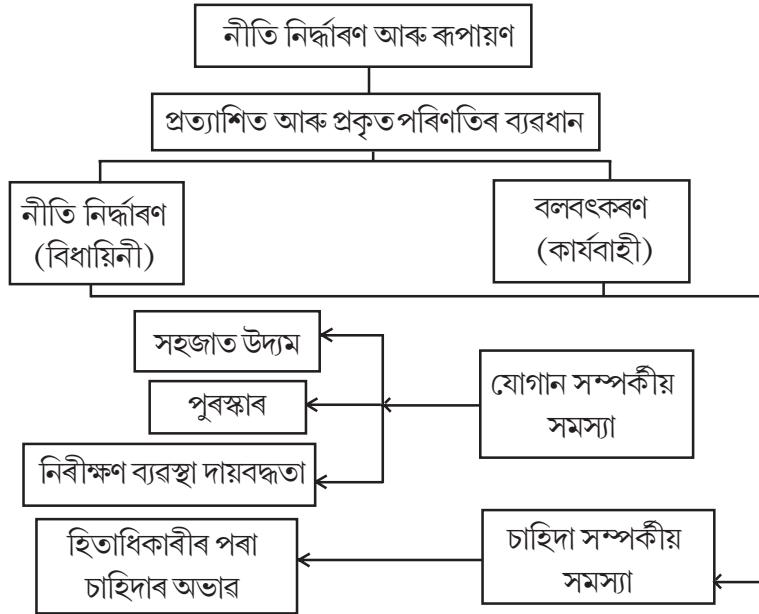 নীতি নিৰ্দ্ধাৰণ আৰু ৰূপায়ণ
প্ৰত্যাশিত আৰু প্ৰকৃত পৰিণতিৰ ব্যৱধান
নীতি নিৰ্দ্ধাৰণ
(বিধায়িনী)
বলবৎকৰণ
(কাৰ্যবাহী)
সহজাত উদ্যম
পুৰস্কাৰ
নিৰীক্ষণ ব্যৱস্থা দায়বদ্ধতা
যোগান সম্পৰ্কীয়
সমস্যা
হিতাধিকাৰীৰ পৰা
চাহিদাৰ অভাৱ
চাহিদা সম্পৰ্কীয়
সমস্যা